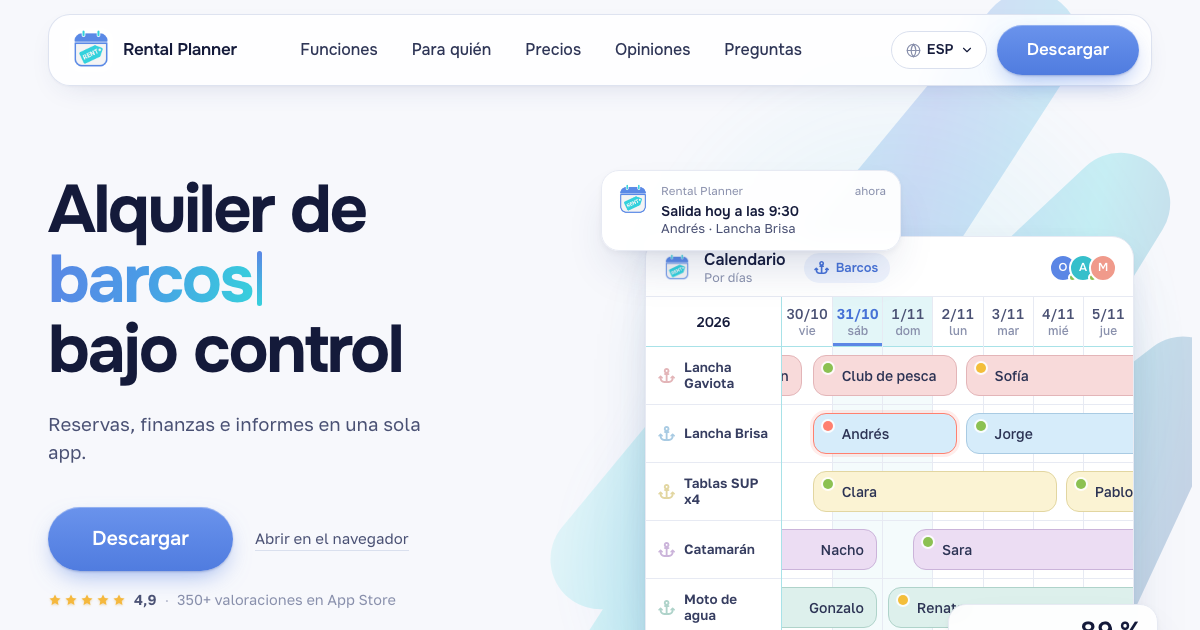 Rental Planner
Funciones
Para quién
Precios
Opiniones
Preguntas
ESP
Descargar
Alquiler de
barcos
bajo control
Reservas, finanzas e informes en una sola
app.
Descargar
Abrir en el navegador
4,9 · 350+ valoraciones en App Store
Rental Planner
ahora
Salida hoy a las 9:30
Andrés · Lancha Brisa
Calendario
Por días
Barcos
O A M
2026
30/10 31/10 1/11 2/11 3/11 4/11 5/11
vie sáb dom lun mar mié jue
Lancha
Gaviota
n
Club de pesca
Sofía
Lancha Brisa
Andrés
Jorge
Tablas SUP
x4
Clara
Pablo
Catamarán
Nacho
Sara
Moto de
agua
Gonzalo
Renat
89 %